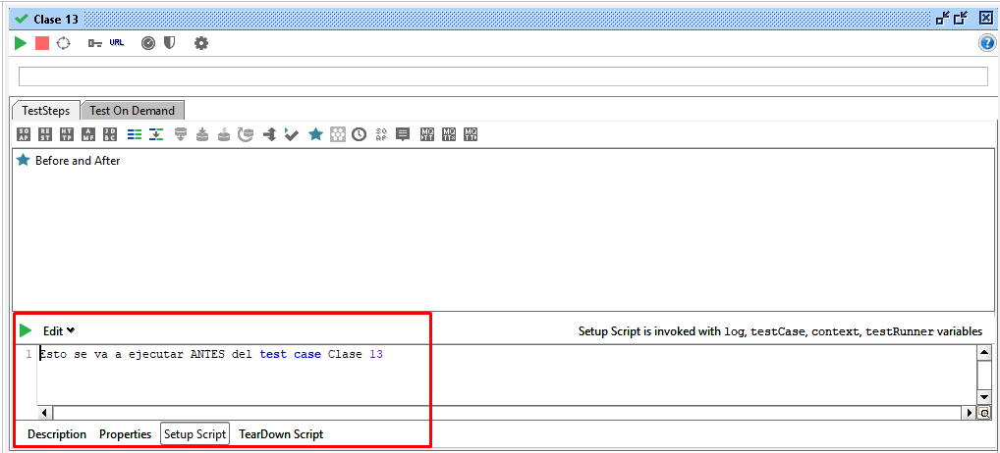 Clase 13
URL
TestSteps
Test On Demand
Before and After
Edit
Setup Script is invoked with log, testCase, context, testRunner variables
1 Esto se va a ejecutar ANTES del test case Clase 13
Description Properties Setup Script TearDown Script